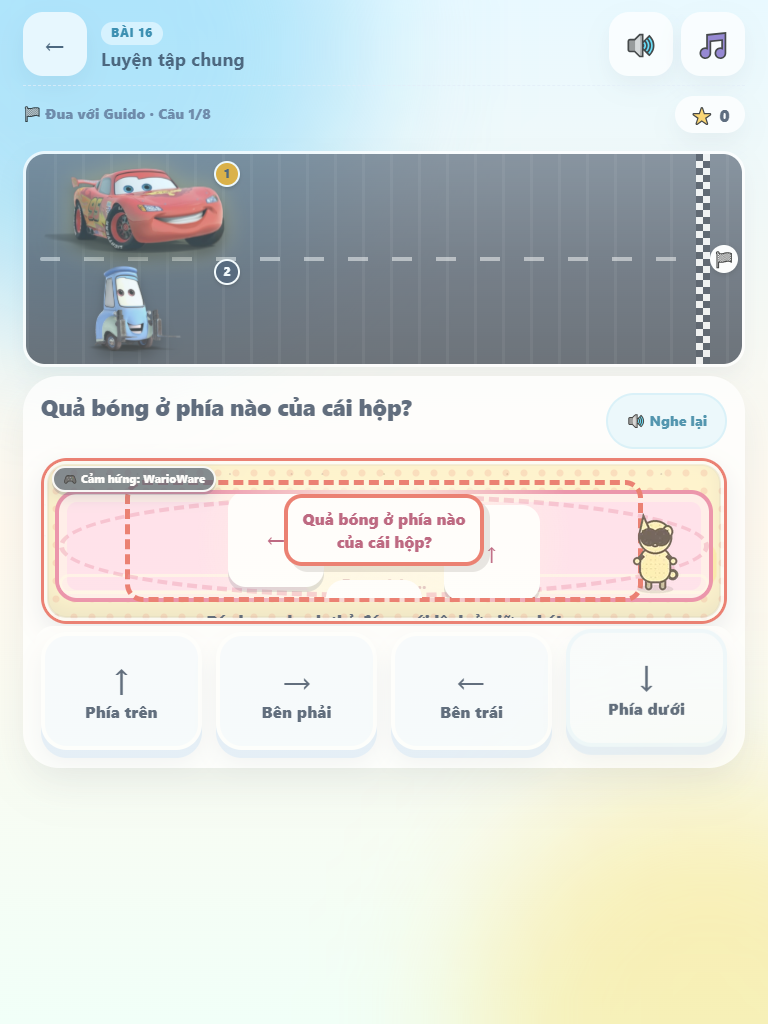 ←
BÀI 16
Luyện tập chung
Đua với Guido · Câu 1/8
0
1
2
Quả bóng ở phía nào của cái hộp?
Nghe lại
Cảm hứng: WarioWare
Quả bóng ở phía nào
của cái hộp?
←
↑
↑
Phía trên
→
Bên phải
←
Bên trái
↓
Phía dưới